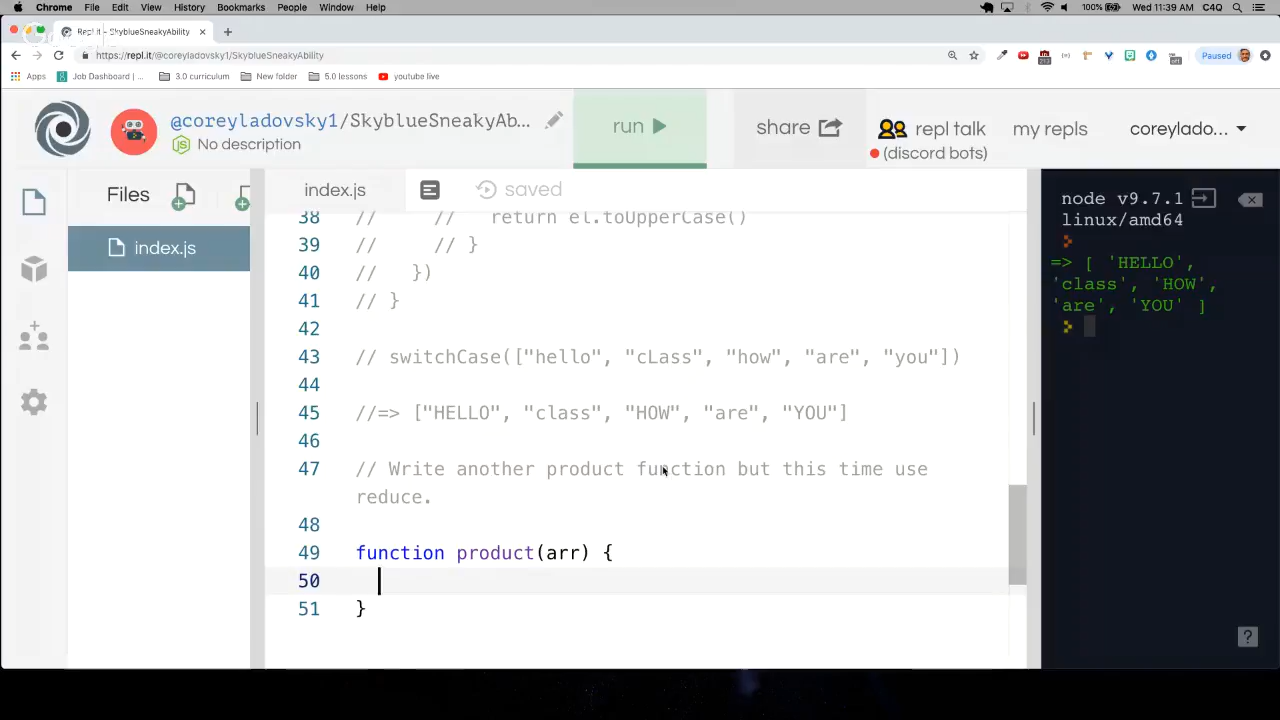 Chrome File Edit View History Bookmarks People Window Help 100% Wed 11:39 AM C4Q
Repl.it - SkyblueSneakyAbility
https://repl.it/@coreyladovsky1/SkyblueSneakyAbility Paused
Apps Job Dashboard | ... 3.0 curriculum New folder 5.0 lessons youtube live
@coreyladovsky1/SkyblueSneakyAb...
No description
run
share
repl talk
(discord bots)
my repls
coreylado...
Files
index.js
index.js
saved
38 // // return el.toUpperCase()
39 // // }
40 // })
41 // }
42
43 // switchCase(["hello", "cLass", "how", "are", "you"])
44
45 //=> ["HELLO", "class", "HOW", "are", "YOU"]
46
47 // Write another product function but this time use
reduce.
48
49 function product(arr) {
50
51 }
node v9.7.1
linux/amd64
=> [ 'HELLO',
'class', 'HOW',
'are', 'YOU' ]
?